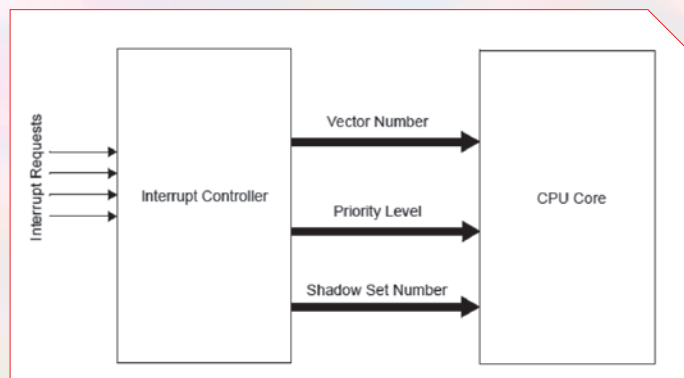 Interrupt Requests
Interrupt Controller
Vector Number
Priority Level
Shadow Set Number
CPU Core